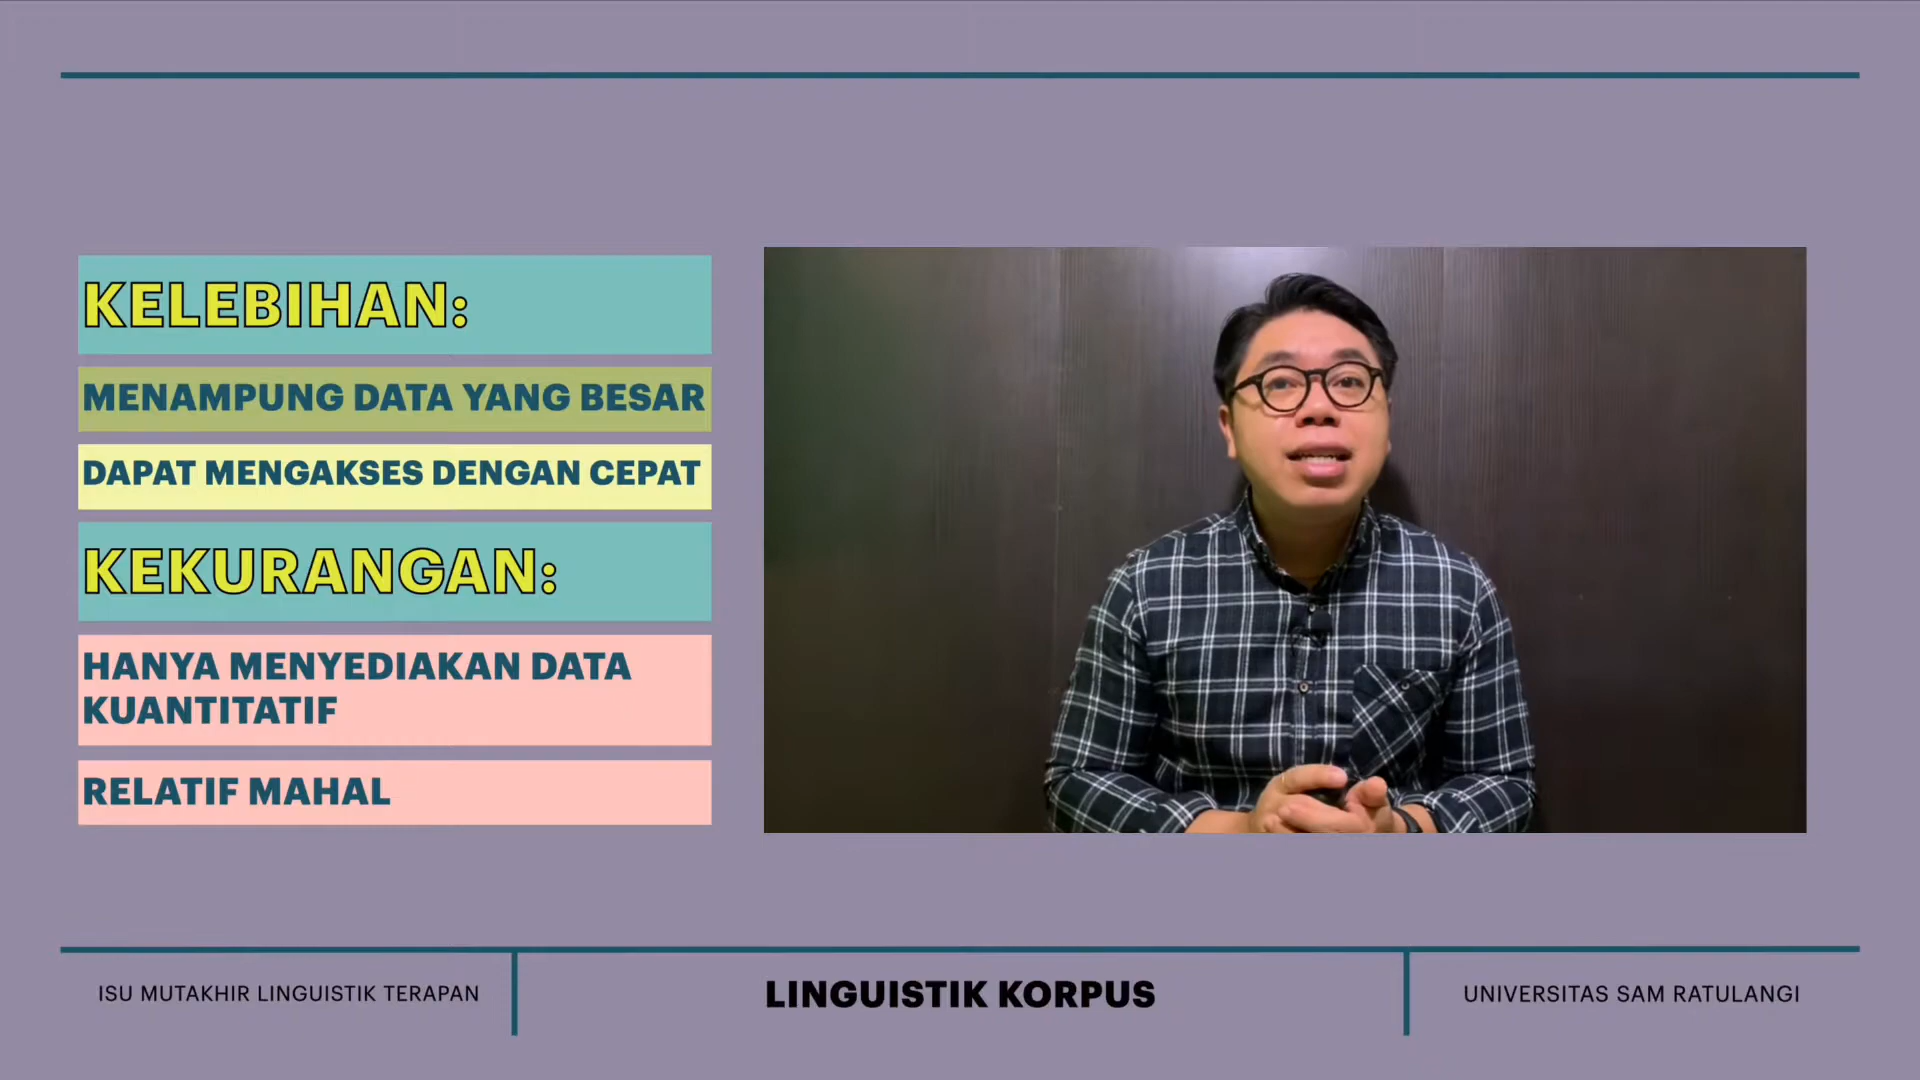 KELEBIHAN:
MENAMPUNG DATA YANG BESAR
DAPAT MENGAKSES DENGAN CEPAT
KEKURANGAN:
HANYA MENYEDIAKAN DATA
KUANTITATIF
RELATIF MAHAL
ISU MUTAKHIR LINGUISTIK TERAPAN
LINGUISTIK KORPUS
UNIVERSITAS SAM RATULANGI